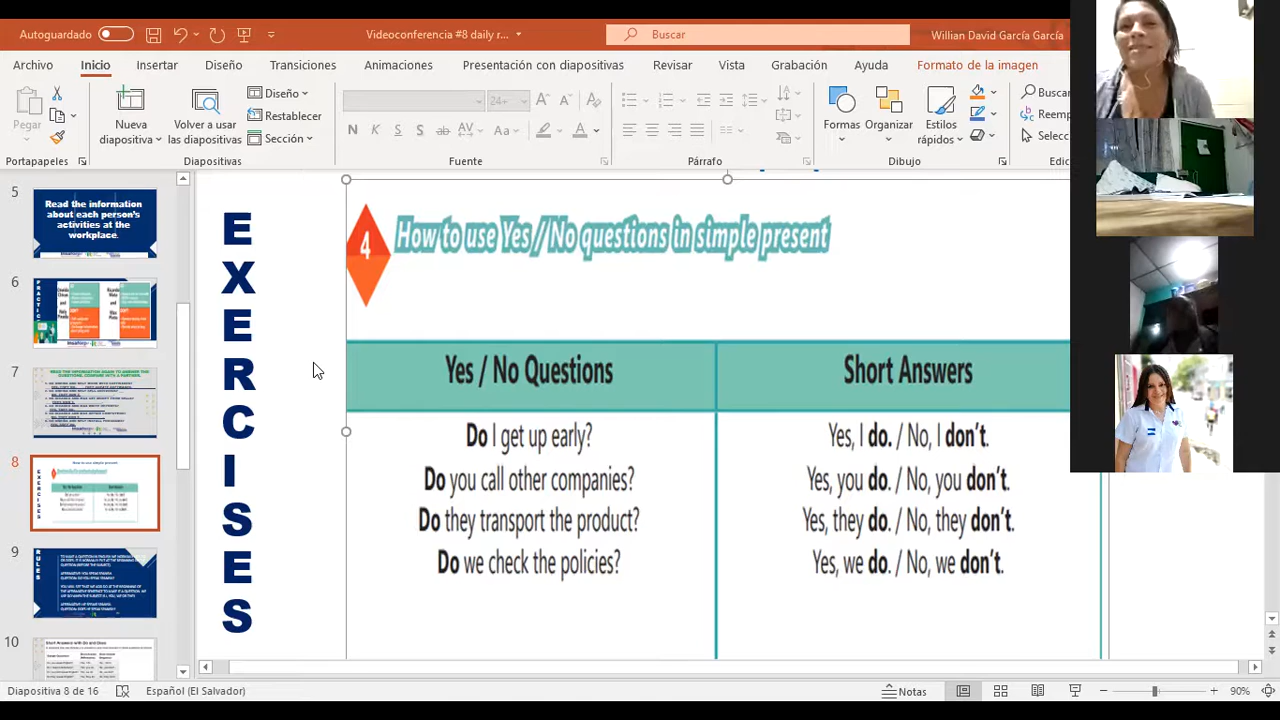 Autoguardado
Videoconferencia #8 daily r...
Buscar
Willian David García García
Archivo
Inicio
Insertar
Diseño
Transiciones
Animaciones
Presentación con diapositivas
Revisar
Vista
Grabación
Ayuda
Formato de la imagen
Pegar
Nueva diapositiva
Volver a usar las diapositivas
Diseño
Restablecer
Sección
24+
Formas
Organizar
Estilos rápidos
Buscar
Reemp
Selecc
Portapapeles
Diapositivas
Fuente
Párrafo
Dibujo
Edic
5
Read the information
about each person's
activities at the
workplace.
6
7
8
9
10
EXERCISES
4
How to use Yes / No questions in simple present
Yes / No Questions
Short Answers
Do I get up early?
Yes, I do. / No, I don't.
Do you call other companies?
Yes, you do. / No, you don't.
Do they transport the product?
Yes, they do. / No, they don't.
Do we check the policies?
Yes, we do. / No, we don't.
Diapositiva 8 de 16
Español (El Salvador)
Notas
90%